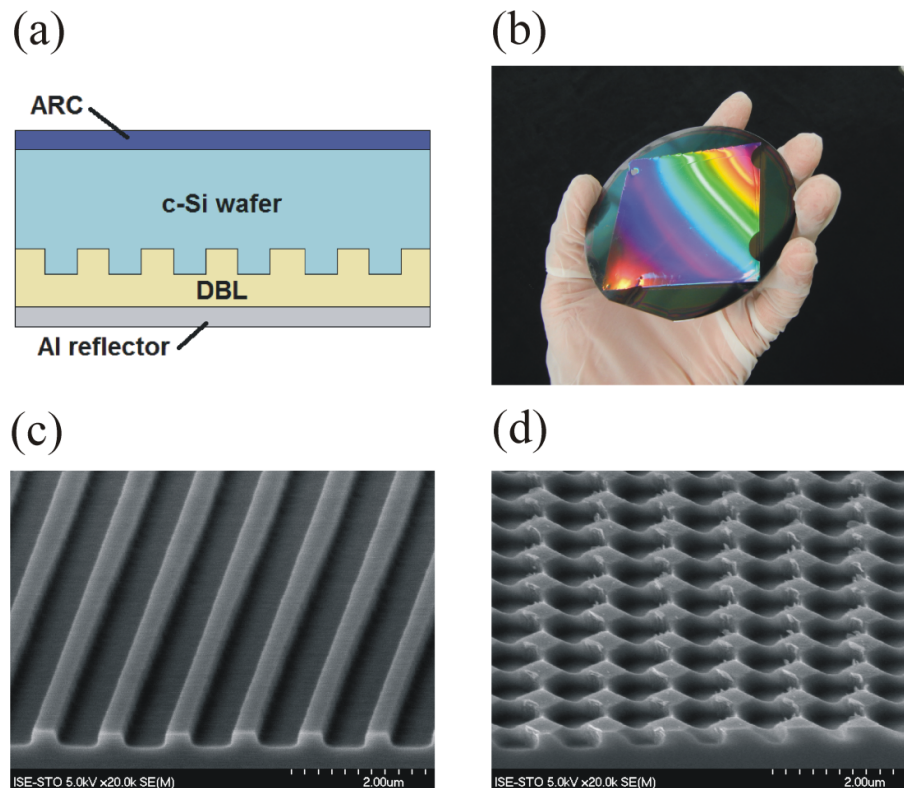 (a)
ARC
c-Si wafer
DBL
Al reflector
(b)
(c)
ISE-STO 5.0kV x20.0k SE(M)
2.00um
(d)
ISE-STO 5.0kV x20.0k SE(M)
2.00um